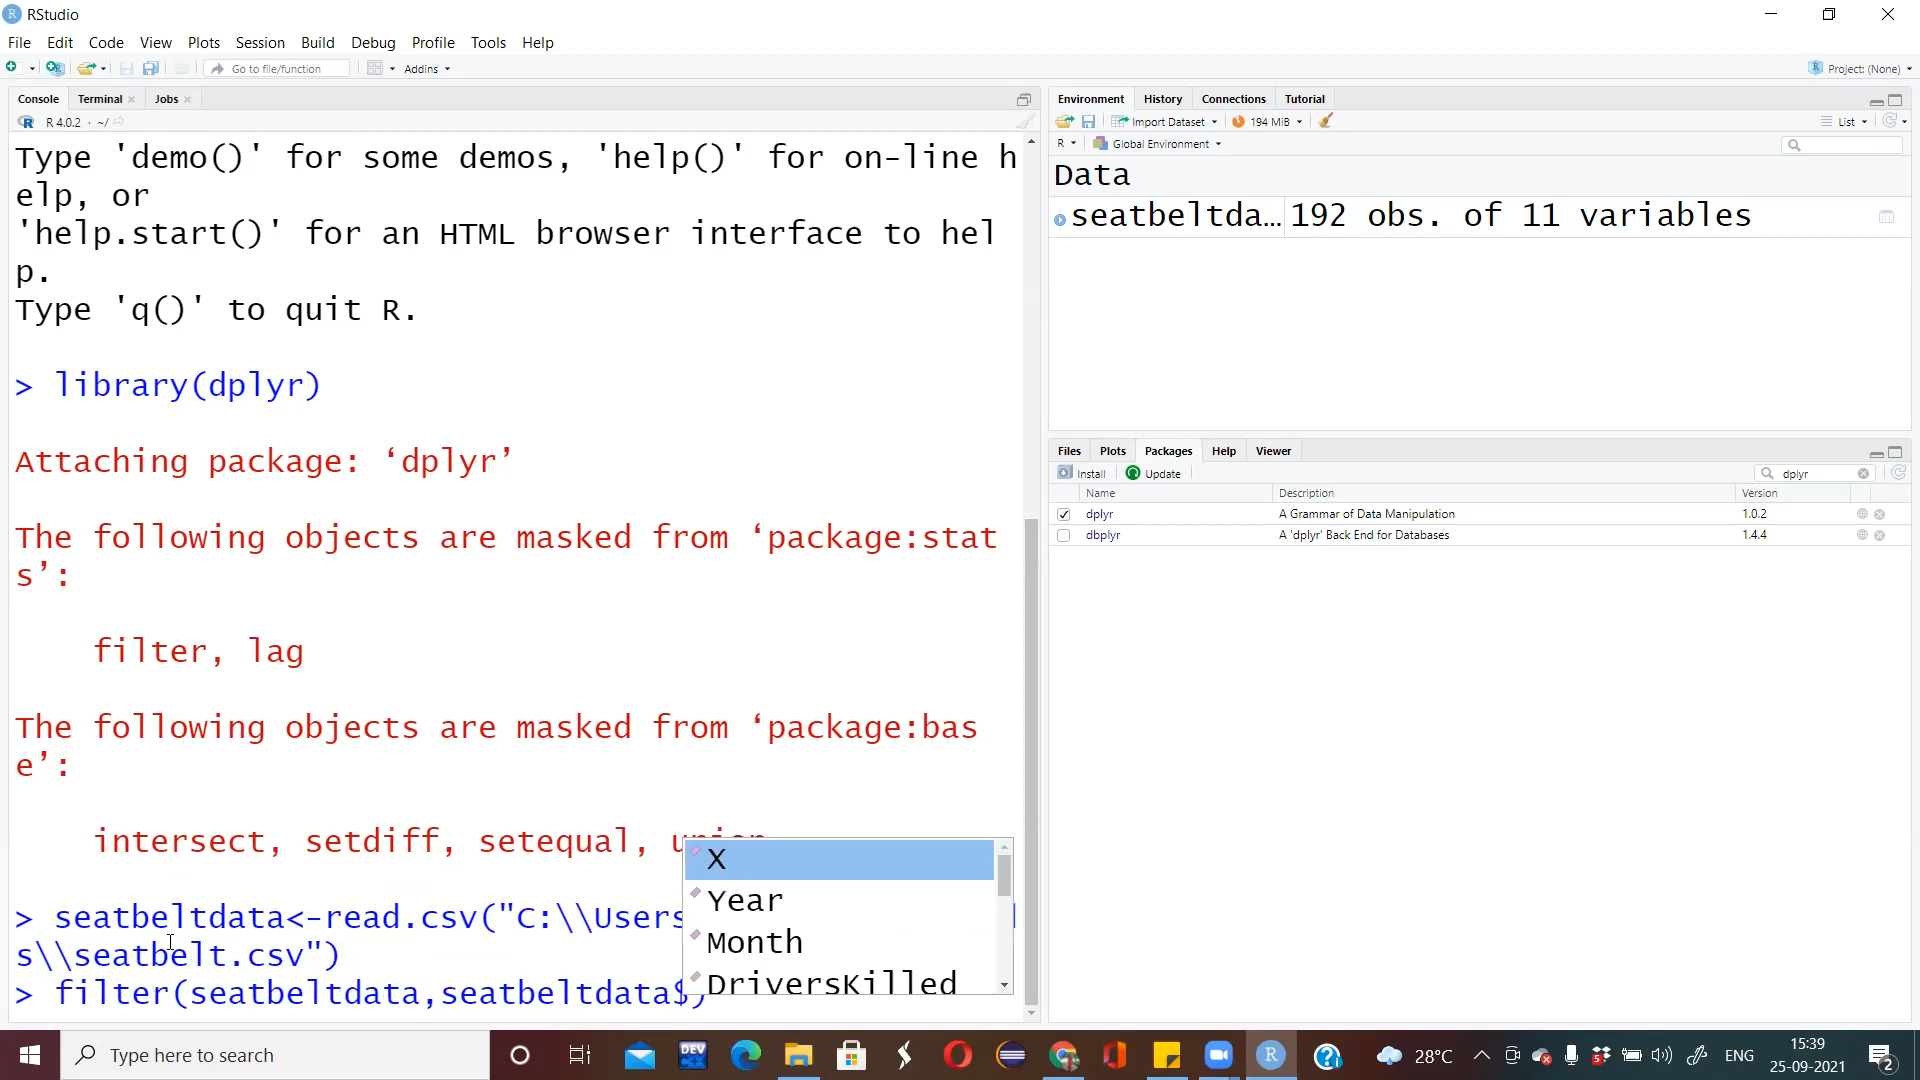 RStudio
File Edit Code View Plots Session Build Debug Profile Tools Help
Go to file/function Addins Project: (None)
Console Terminal Jobs
R 4.0.2 · ~/
Type 'demo()' for some demos, 'help()' for on-line h
elp, or
'help.start()' for an HTML browser interface to hel
p.
Type 'q()' to quit R.
> library(dplyr)
Attaching package: ‘dplyr’
The following objects are masked from ‘package:stat
s’:
filter, lag
The following objects are masked from ‘package:bas
e’:
intersect, setdiff, setequal, union
> seatbeltdata<-read.csv("C:\\Users
s\\seatbelt.csv")
> filter(seatbeltdata,seatbeltdata$)
X
Year
Month
DriversKilled
Environment History Connections Tutorial
Import Dataset 194 MiB List
R Global Environment
Data
seatbeltda... 192 obs. of 11 variables
Files Plots Packages Help Viewer
Install Update dplyr
Name Description Version
dplyr A Grammar of Data Manipulation 1.0.2
dbplyr A 'dplyr' Back End for Databases 1.4.4
Type here to search
DEV C++
28°C ENG
15:39
25-09-2021
2